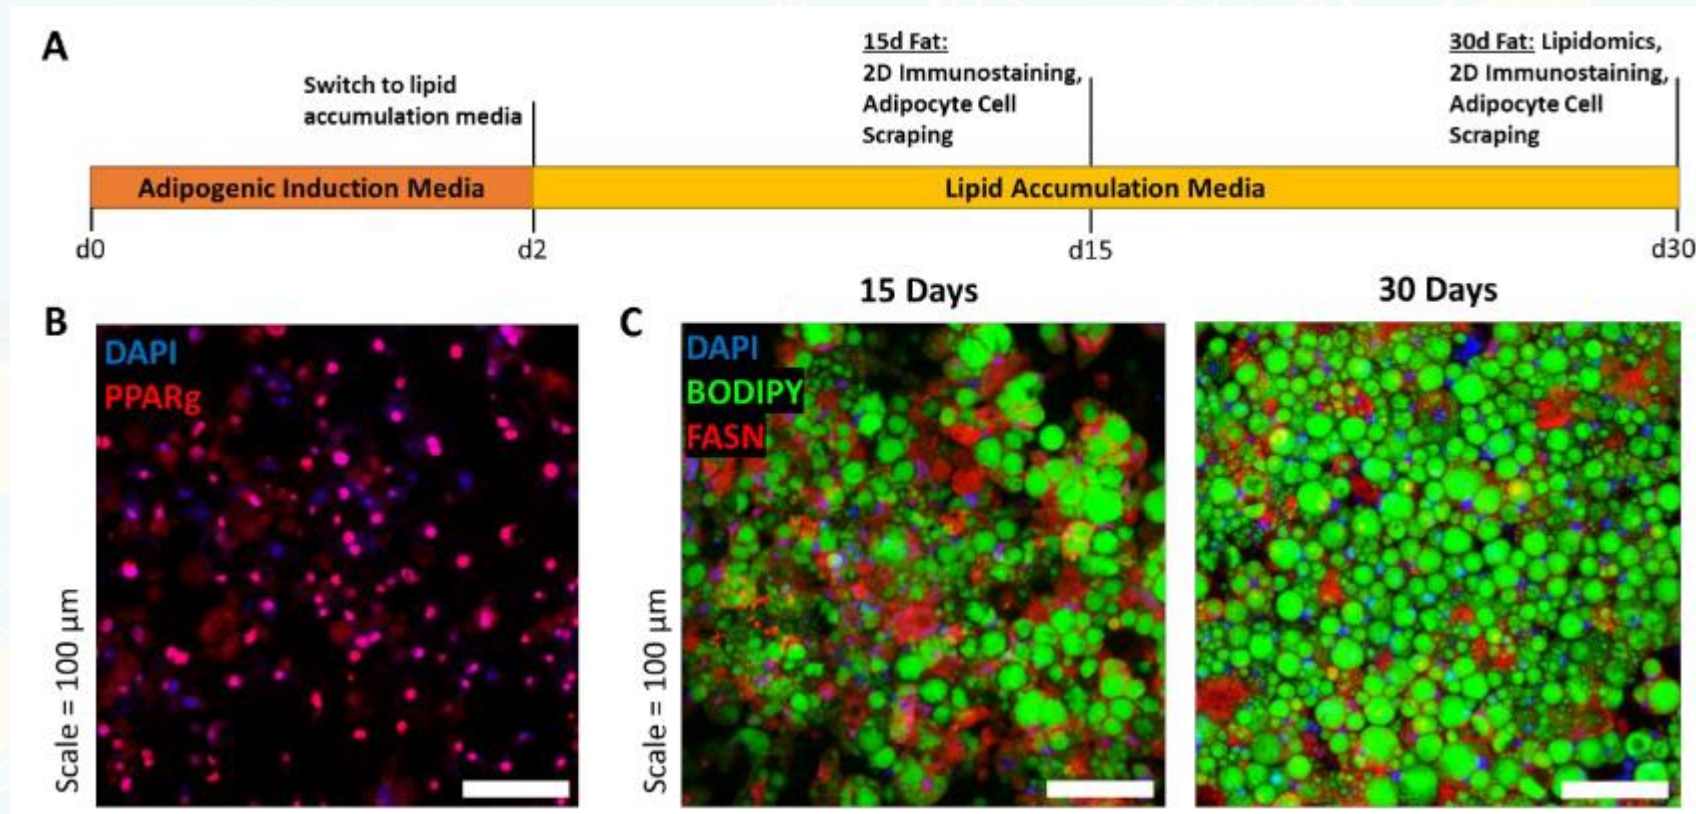 A
Switch to lipid
accumulation media
15d Fat:
2D Immunostaining,
Adipocyte Cell
Scraping
30d Fat: Lipidomics,
2D Immunostaining,
Adipocyte Cell
Scraping
Adipogenic Induction Media
Lipid Accumulation Media
d0
d2
d15
d30
B
DAPI
PPARg
Scale = 100 µm
C
15 Days
30 Days
DAPI
BODIPY
FASN
Scale = 100 µm